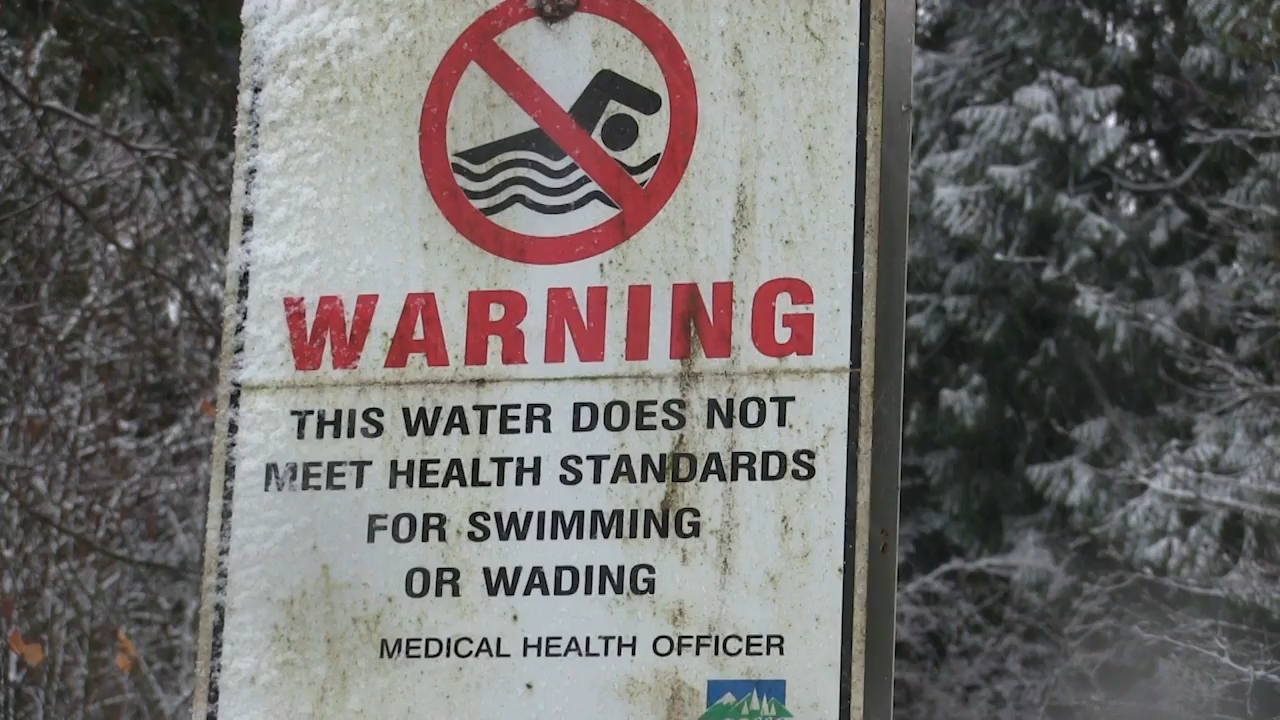 WARNING
THIS WATER DOES NOT
MEET HEALTH STANDARDS
FOR SWIMMING
OR WADING
MEDICAL HEALTH OFFICER